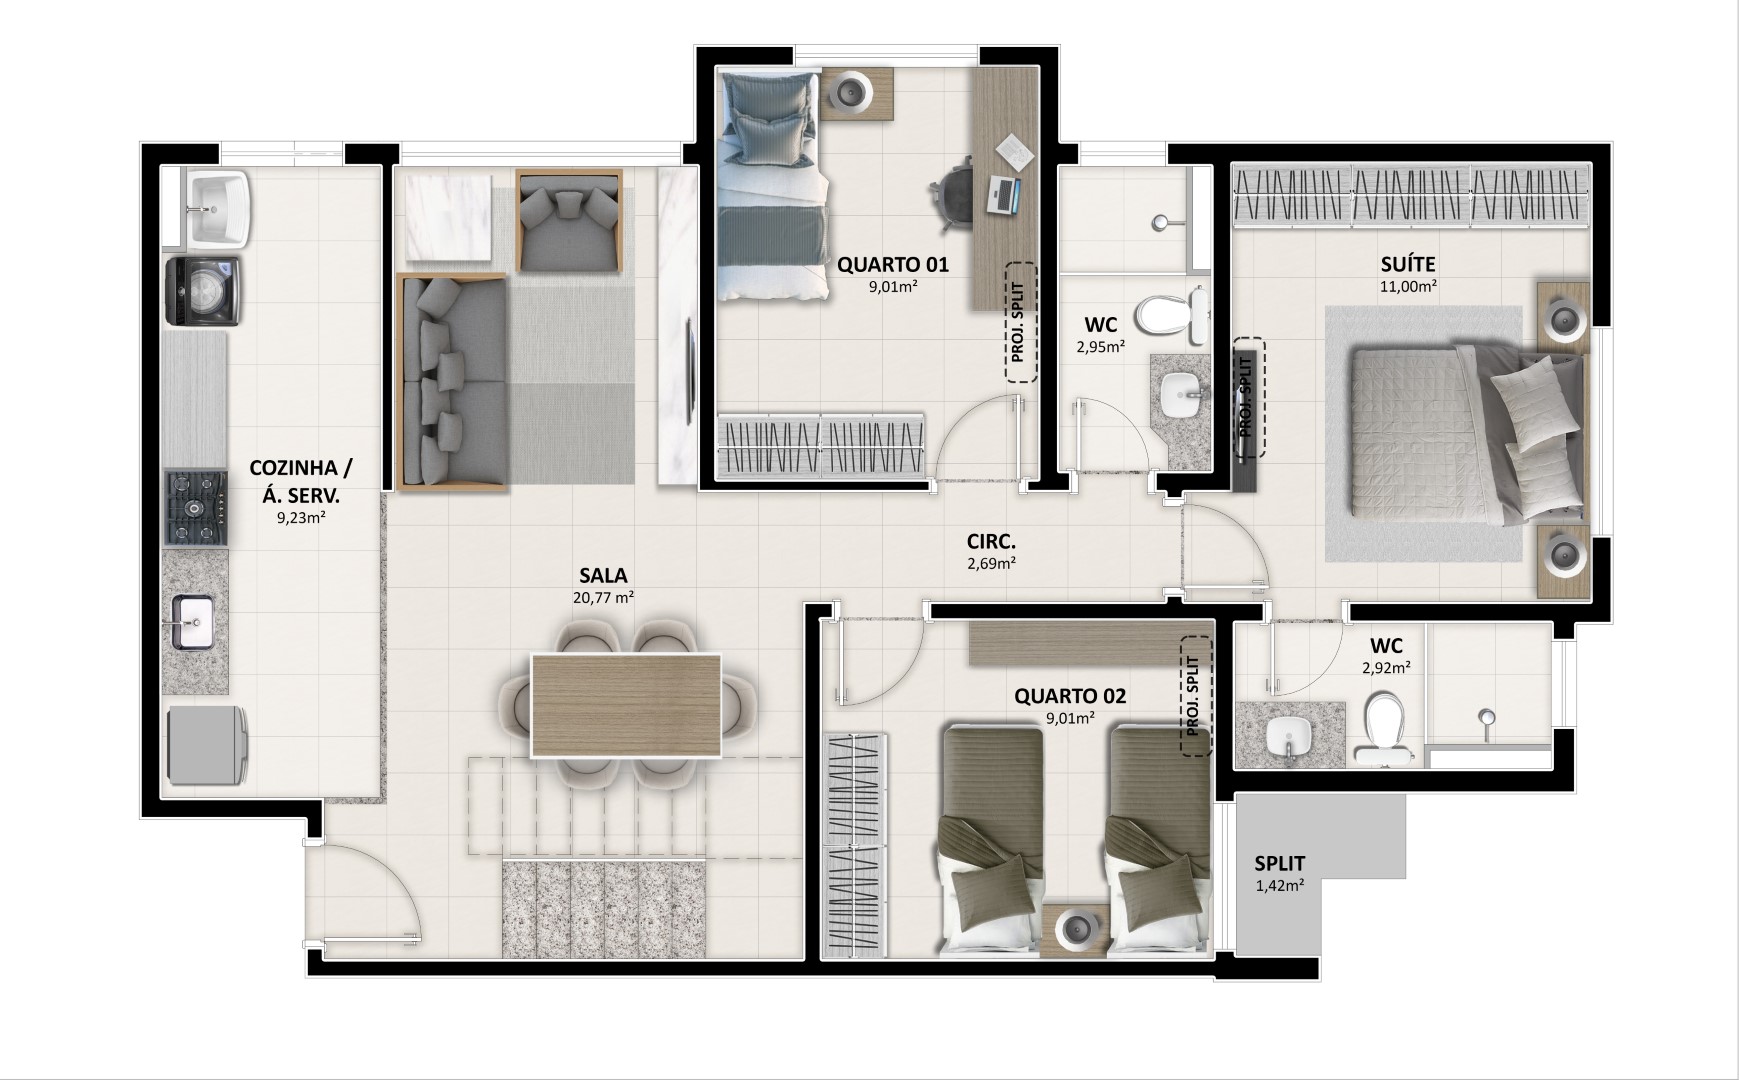 QUARTO 01
9,01m²
PROJ. SPLIT
WC
2,95m²
SUÍTE
11,00m²
PROJ. SPLIT
COZINHA /
Á. SERV.
9,23m²
CIRC.
2,69m²
SALA
20,77 m²
QUARTO 02
9,01m²
PROJ. SPLIT
WC
2,92m²
SPLIT
1,42m²